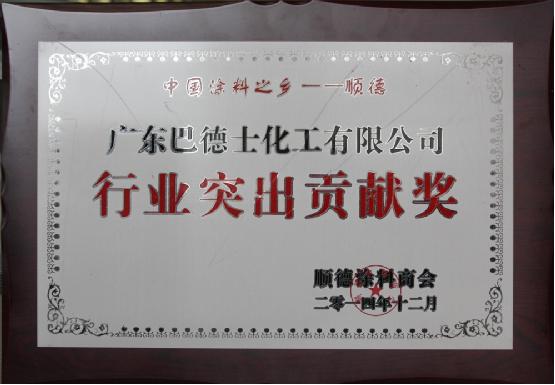 中国涂料之乡——顺德
广东巴德士化工有限公司
行业突出贡献奖
顺德涂料商会
二零一四年十二月